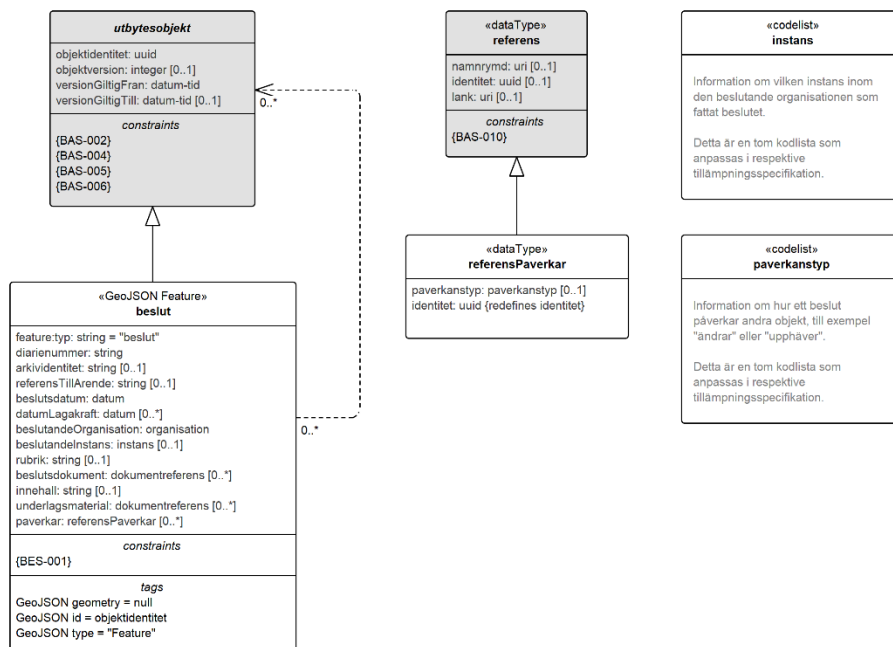 utbytesobjekt
objektidentitet: uuid
objektversion: integer [0..1]
versionGiltigFran: datum-tid
versionGiltigTill: datum-tid [0..1]
constraints
{BAS-002}
{BAS-004}
{BAS-005}
{BAS-006}
0..*
«dataType»
referens
namnrymd: uri [0..1]
identitet: uuid [0..1]
lank: uri [0..1]
constraints
{BAS-010}
«codelist»
instans
Information om vilken instans inom
den beslutande organisationen som
fattat beslutet.
Detta är en tom kodlista som
anpassas i respektive
tillämpningsspecifikation.
«dataType»
referensPaverkar
paverkanstyp: paverkanstyp [0..1]
identitet: uuid {redefines identitet}
«codelist»
paverkanstyp
Information om hur ett beslut
påverkar andra objekt, till exempel
"ändrar" eller "upphäver".
Detta är en tom kodlista som
anpassas i respektive
tillämpningsspecifikation.
«GeoJSON Feature»
beslut
feature:typ: string = "beslut"
diarienummer: string
arkividentitet: string [0..1]
referensTillArende: string [0..1]
beslutsdatum: datum
datumLagakraft: datum [0..*]
beslutandeOrganisation: organisation
beslutandeInstans: instans [0..1]
rubrik: string [0..1]
beslutsdokument: dokumentreferens [0..*]
innehall: string [0..1]
underlagsmaterial: dokumentreferens [0..*]
paverkar: referensPaverkar [0..*]
0..*
constraints
{BES-001}
tags
GeoJSON geometry = null
GeoJSON id = objektidentitet
GeoJSON type = "Feature"